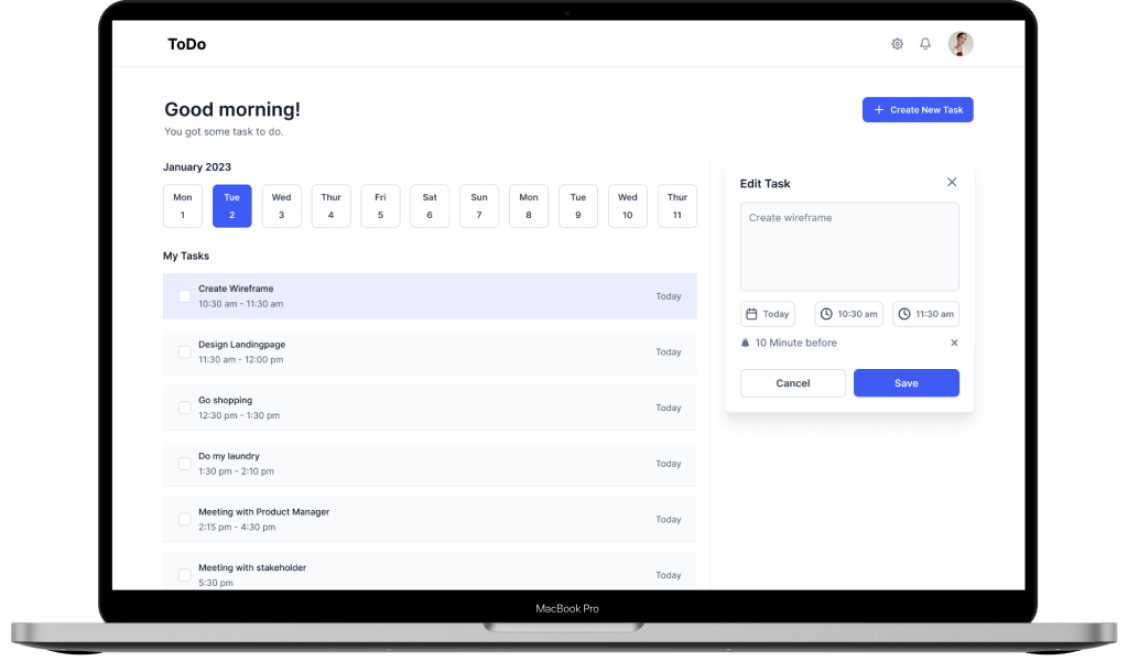 ToDo
Good morning!
Create New Task
You got some task to do.
January 2023
Mon Tue Wed Thur Fri Sat Sun Mon Tue Wed Thur
1 2 3 4 5 6 7 8 9 10 11
My Tasks
Create Wireframe
10:30 am - 11:30 am
Today
Design Landingpage
11:30 am - 12:00 pm
Today
Go shopping
12:30 pm - 1:30 pm
Today
Do my laundry
1:30 pm - 2:10 pm
Today
Meeting with Product Manager
2:15 pm - 4:30 pm
Today
Meeting with stakeholder
5:30 pm
Today
Edit Task
Create wireframe
Today 10:30 am 11:30 am
10 Minute before
Cancel Save
MacBook Pro